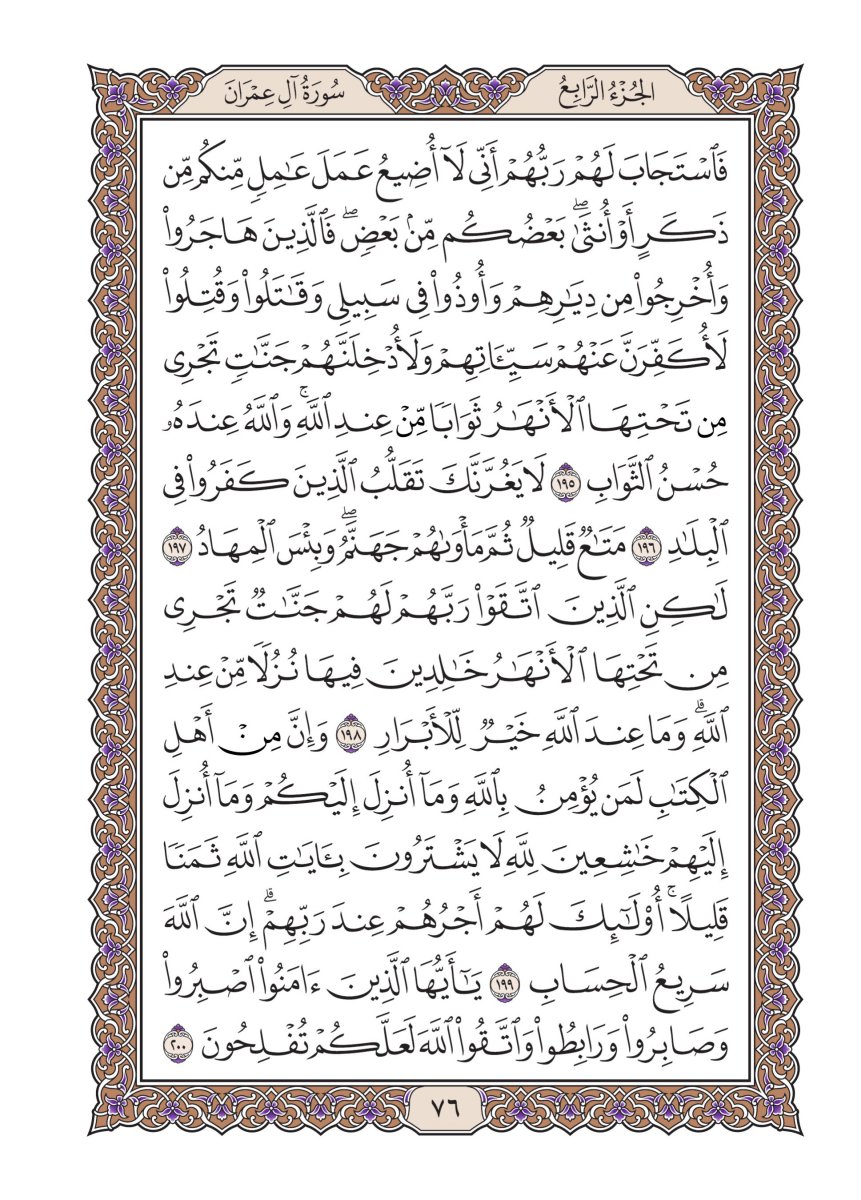 الجُزْءُ الرَّابِعُ
سُورَةُ آلِ عِمْرَانَ
فَٱسْتَجَابَ لَهُمْ رَبُّهُمْ أَنِّى لَآ أُضِيعُ عَمَلَ عَـٰمِلٍ مِّنكُم مِّن
ذَكَرٍ أَوْ أُنثَىٰ ۖ بَعْضُكُم مِّنۢ بَعْضٍ ۖ فَٱلَّذِينَ هَاجَرُوا۟
وَأُخْرِجُوا۟ مِن دِيَـٰرِهِمْ وَأُوذُوا۟ فِى سَبِيلِى وَقَـٰتَلُوا۟ وَقُتِلُوا۟
لَأُكَفِّرَنَّ عَنْهُمْ سَيِّـَٔاتِهِمْ وَلَأُدْخِلَنَّهُمْ جَنَّـٰتٍ تَجْرِى
مِن تَحْتِهَا ٱلْأَنْهَـٰرُ ثَوَابًا مِّنْ عِندِ ٱللَّهِ ۚ وَٱللَّهُ عِندَهُۥ
حُسْنُ ٱلثَّوَابِ ١٩٥ لَا يَغُرَّنَّكَ تَقَلُّبُ ٱلَّذِينَ كَفَرُوا۟ فِى
ٱلْبِلَـٰدِ ١٩٦ مَتَـٰعٌ قَلِيلٌ ثُمَّ مَأْوَىٰهُمْ جَهَنَّمُ ۖ وَبِئْسَ ٱلْمِهَادُ ١٩٧
لَـٰكِنِ ٱلَّذِينَ ٱتَّقَوْا۟ رَبَّهُمْ لَهُمْ جَنَّـٰتٌ تَجْرِى
مِن تَحْتِهَا ٱلْأَنْهَـٰرُ خَـٰلِدِينَ فِيهَا نُزُلًا مِّنْ عِندِ
ٱللَّهِ ۗ وَمَا عِندَ ٱللَّهِ خَيْرٌ لِّلْأَبْرَارِ ١٩٨ وَإِنَّ مِنْ أَهْلِ
ٱلْكِتَـٰبِ لَمَن يُؤْمِنُ بِٱللَّهِ وَمَآ أُنزِلَ إِلَيْكُمْ وَمَآ أُنزِلَ
إِلَيْهِمْ خَـٰشِعِينَ لِلَّهِ لَا يَشْتَرُونَ بِـَٔايَـٰتِ ٱللَّهِ ثَمَنًا
قَلِيلًا ۚ أُو۟لَـٰٓئِكَ لَهُمْ أَجْرُهُمْ عِندَ رَبِّهِمْ ۗ إِنَّ ٱللَّهَ
سَرِيعُ ٱلْحِسَابِ ١٩٩ يَـٰٓأَيُّهَا ٱلَّذِينَ ءَامَنُوا۟ ٱصْبِرُوا۟
وَصَابِرُوا۟ وَرَابِطُوا۟ وَٱتَّقُوا۟ ٱللَّهَ لَعَلَّكُمْ تُفْلِحُونَ ٢٠٠
٧٦